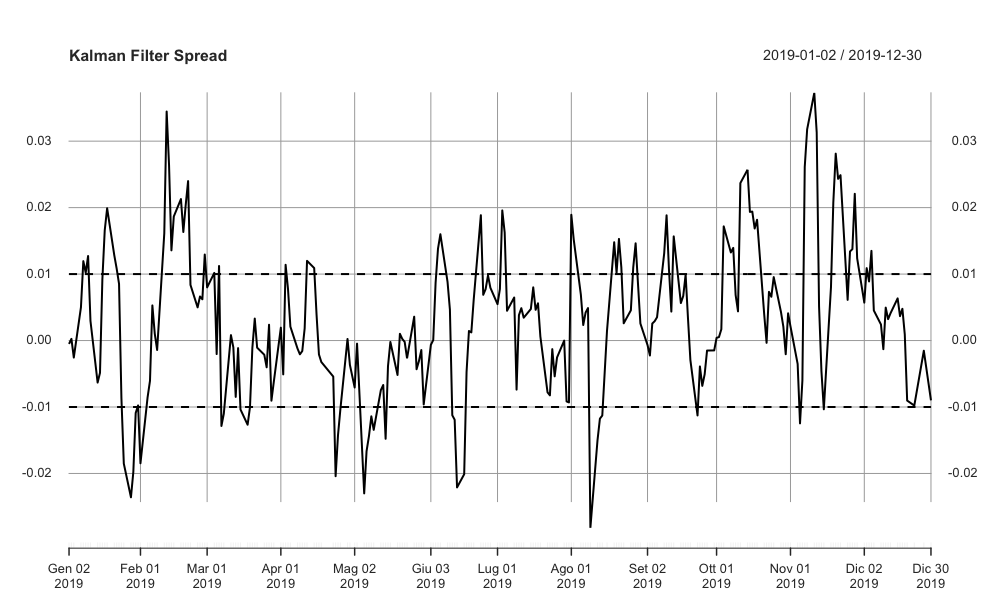 Kalman Filter Spread 2019-01-02 / 2019-12-30
0.03 0.03
0.02 0.02
0.01 0.01
0.00 0.00
-0.01 -0.01
-0.02 -0.02
Gen 02 Feb 01 Mar 01 Apr 01 Mag 02 Giu 03 Lug 01 Ago 01 Set 02 Ott 01 Nov 01 Dic 02 Dic 30
2019 2019 2019 2019 2019 2019 2019 2019 2019 2019 2019 2019 2019